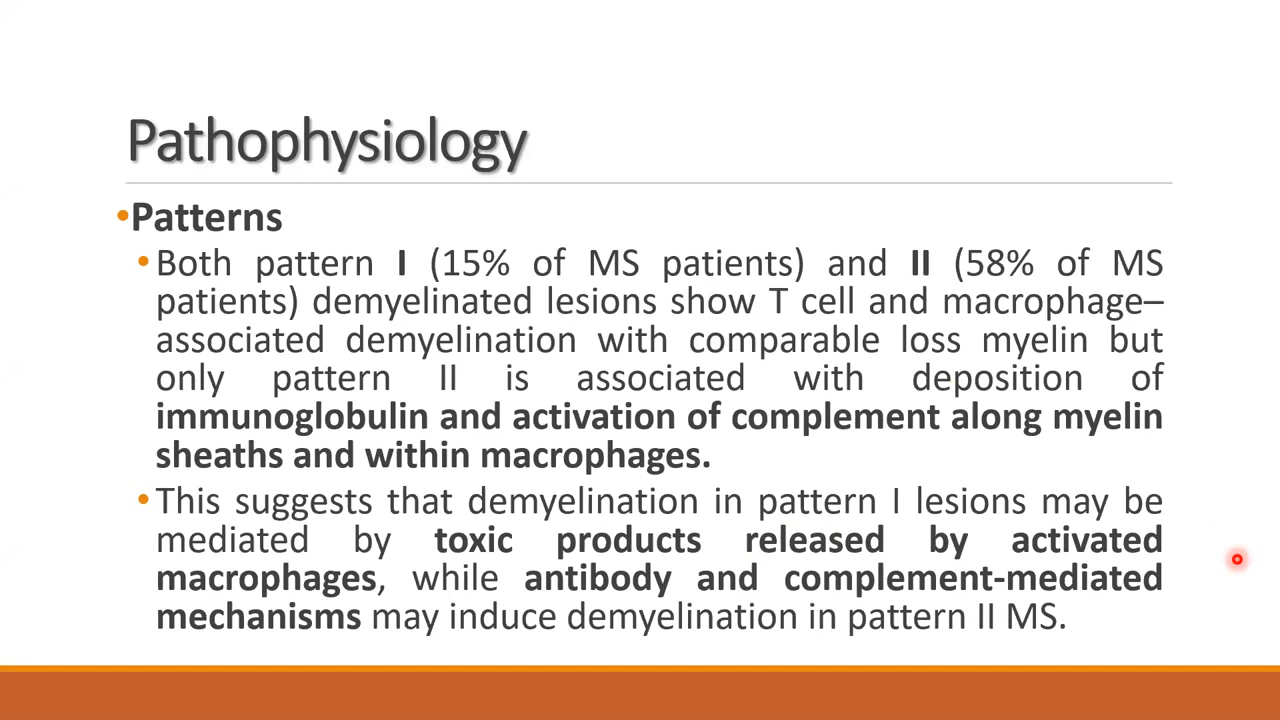 Pathophysiology
•Patterns
•Both pattern I (15% of MS patients) and II (58% of MS
patients) demyelinated lesions show T cell and macrophage–
associated demyelination with comparable loss myelin but
only pattern II is associated with deposition of
immunoglobulin and activation of complement along myelin
sheaths and within macrophages.
•This suggests that demyelination in pattern I lesions may be
mediated by toxic products released by activated
macrophages, while antibody and complement-mediated
mechanisms may induce demyelination in pattern II MS.